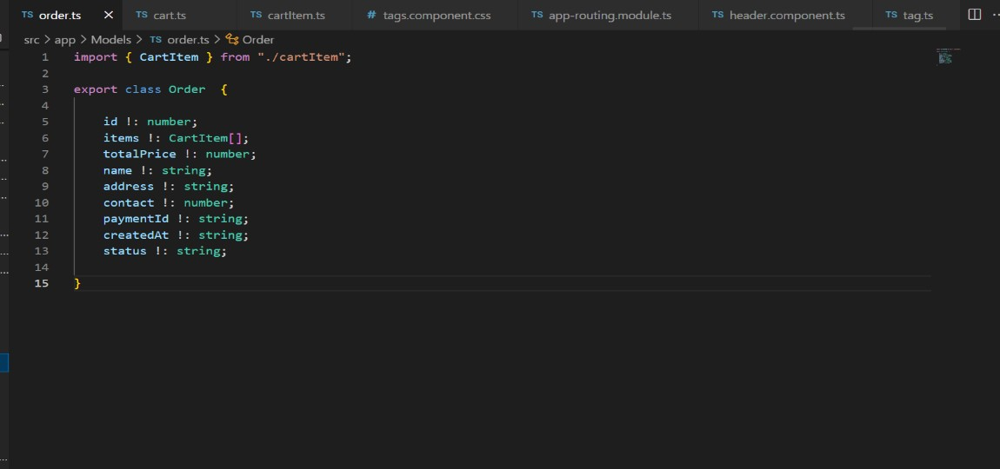 TS order.ts × TS cart.ts TS cartItem.ts # tags.component.css TS app-routing.module.ts TS header.component.ts TS tag.ts ...
src > app > Models > TS order.ts > Order
1 import { CartItem } from "./cartItem";
2
3 export class Order  {
4
5 id !: number;
6 items !: CartItem[];
7 totalPrice !: number;
8 name !: string;
9 address !: string;
10 contact !: number;
11 paymentId !: string;
12 createdAt !: string;
13 status !: string;
14
15 }